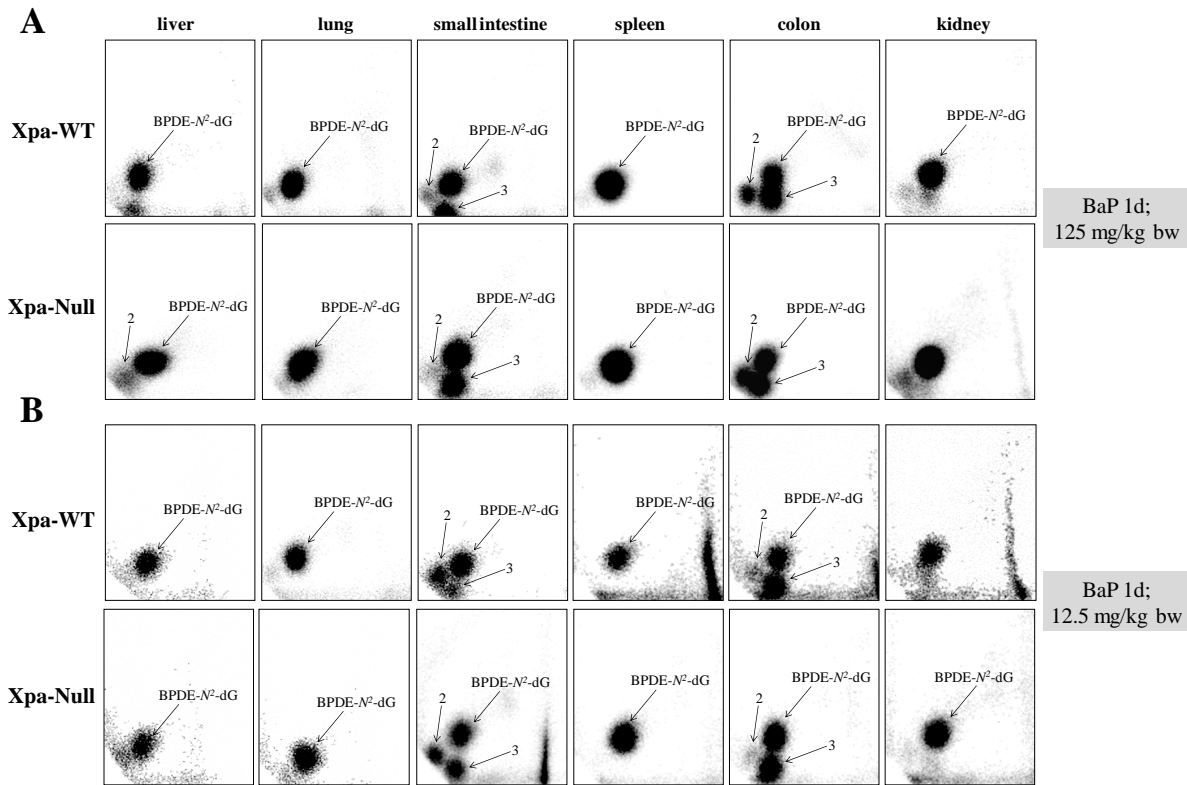 A
liver lung small intestine spleen colon kidney
Xpa-WT
BPDE-N²-dG BPDE-N²-dG 2 BPDE-N²-dG 3 BPDE-N²-dG 2 BPDE-N²-dG 3 BPDE-N²-dG
BaP 1d;
125 mg/kg bw
Xpa-Null
2 BPDE-N²-dG BPDE-N²-dG 2 BPDE-N²-dG 3 BPDE-N²-dG 2 BPDE-N²-dG 3
B
Xpa-WT
BPDE-N²-dG BPDE-N²-dG 2 BPDE-N²-dG 3 BPDE-N²-dG 2 BPDE-N²-dG 3
BaP 1d;
12.5 mg/kg bw
Xpa-Null
BPDE-N²-dG BPDE-N²-dG 2 BPDE-N²-dG 3 BPDE-N²-dG 2 BPDE-N²-dG 3 BPDE-N²-dG